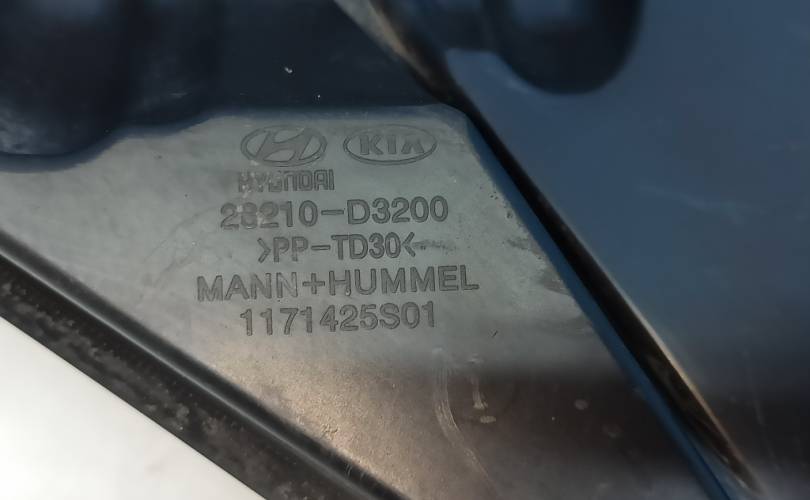 KIA
HYUNDAI
28210-D3200
>PP-TD30<
MANN+HUMMEL
1171425S01